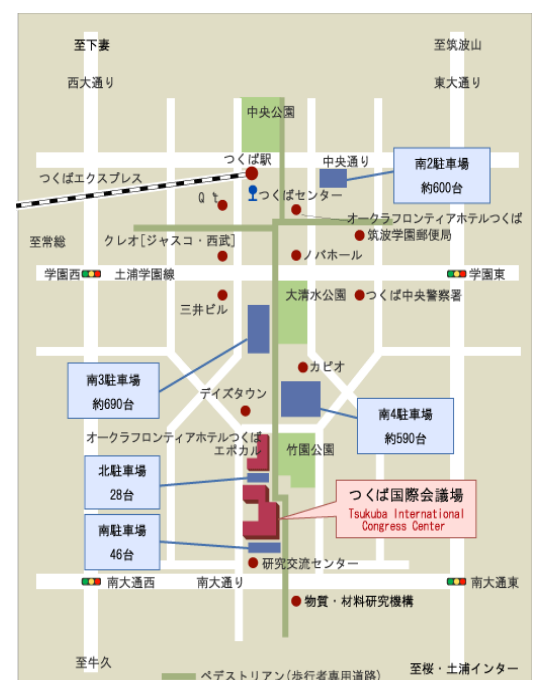 至下妻
至筑波山
西大通り
東大通り
中央公園
つくば駅
中央通り
南2駐車場
約600台
つくばエクスプレス
Q t
つくばセンター
オークラフロンティアホテルつくば
筑波学園郵便局
至常総
クレオ[ジャスコ・西武]
ノバホール
学園西
土浦学園線
学園東
三井ビル
大清水公園
つくば中央警察署
カピオ
南3駐車場
約690台
デイズタウン
南4駐車場
約590台
オークラフロンティアホテルつくば
エポカル
竹園公園
北駐車場
28台
つくば国際会議場
Tsukuba International
Congress Center
南駐車場
46台
研究交流センター
南大通西
南大通り
南大通東
物質・材料研究機構
至牛久
至桜・土浦インター
ペデストリアン(歩行者専用道路)